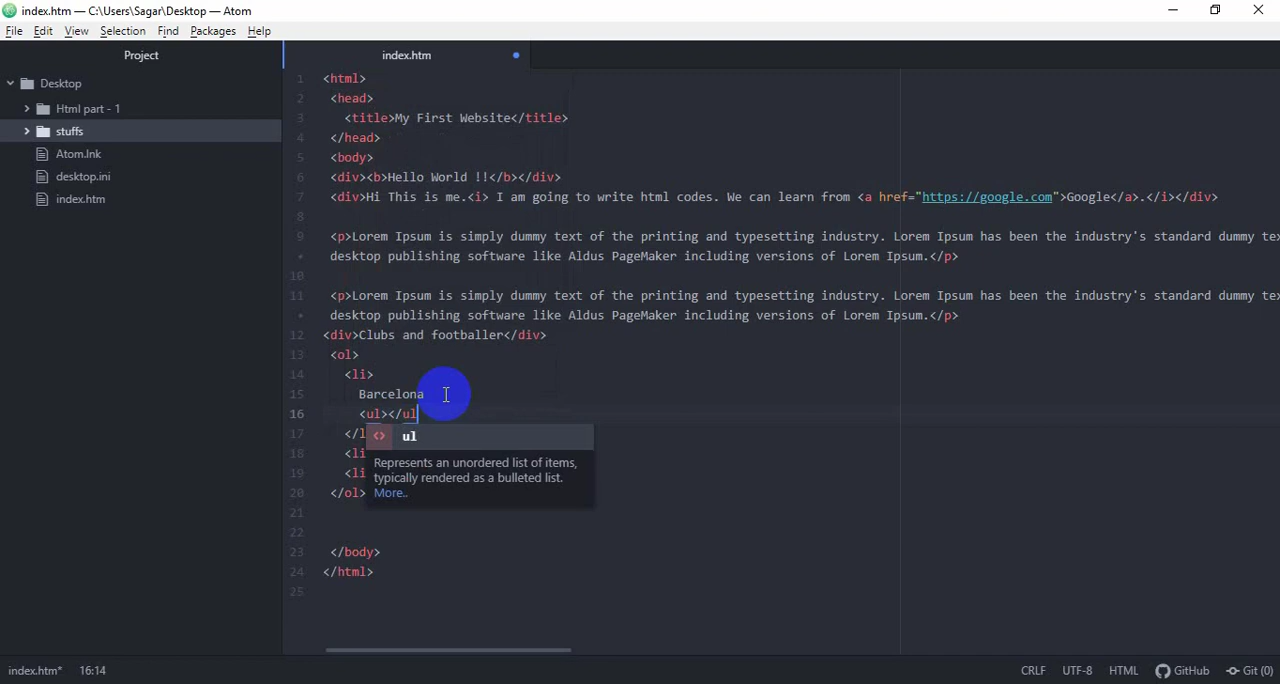 index.htm — C:\Users\Sagar\Desktop — Atom
File Edit View Selection Find Packages Help
Project
index.htm
Desktop
Html part - 1
stuffs
Atom.lnk
desktop.ini
index.htm
1 <html>
2 <head>
3 <title>My First Website</title>
4 </head>
5 <body>
6 <div><b>Hello World !!</b></div>
7 <div>Hi This is me.<i> I am going to write html codes. We can learn from <a href="https://google.com">Google</a>.</i></div>
8
9 <p>Lorem Ipsum is simply dummy text of the printing and typesetting industry. Lorem Ipsum has been the industry's standard dummy te
• desktop publishing software like Aldus PageMaker including versions of Lorem Ipsum.</p>
10
11 <p>Lorem Ipsum is simply dummy text of the printing and typesetting industry. Lorem Ipsum has been the industry's standard dummy te
• desktop publishing software like Aldus PageMaker including versions of Lorem Ipsum.</p>
12 <div>Clubs and footballer</div>
13 <ol>
14 <li>
15 Barcelona
16 <ul></ul
17 </l
18 <li
19 <li
20 </ol>
21
22
23 </body>
24 </html>
25
<> ul
Represents an unordered list of items,
typically rendered as a bulleted list.
More..
index.htm* 16:14 CRLF UTF-8 HTML GitHub Git (0)